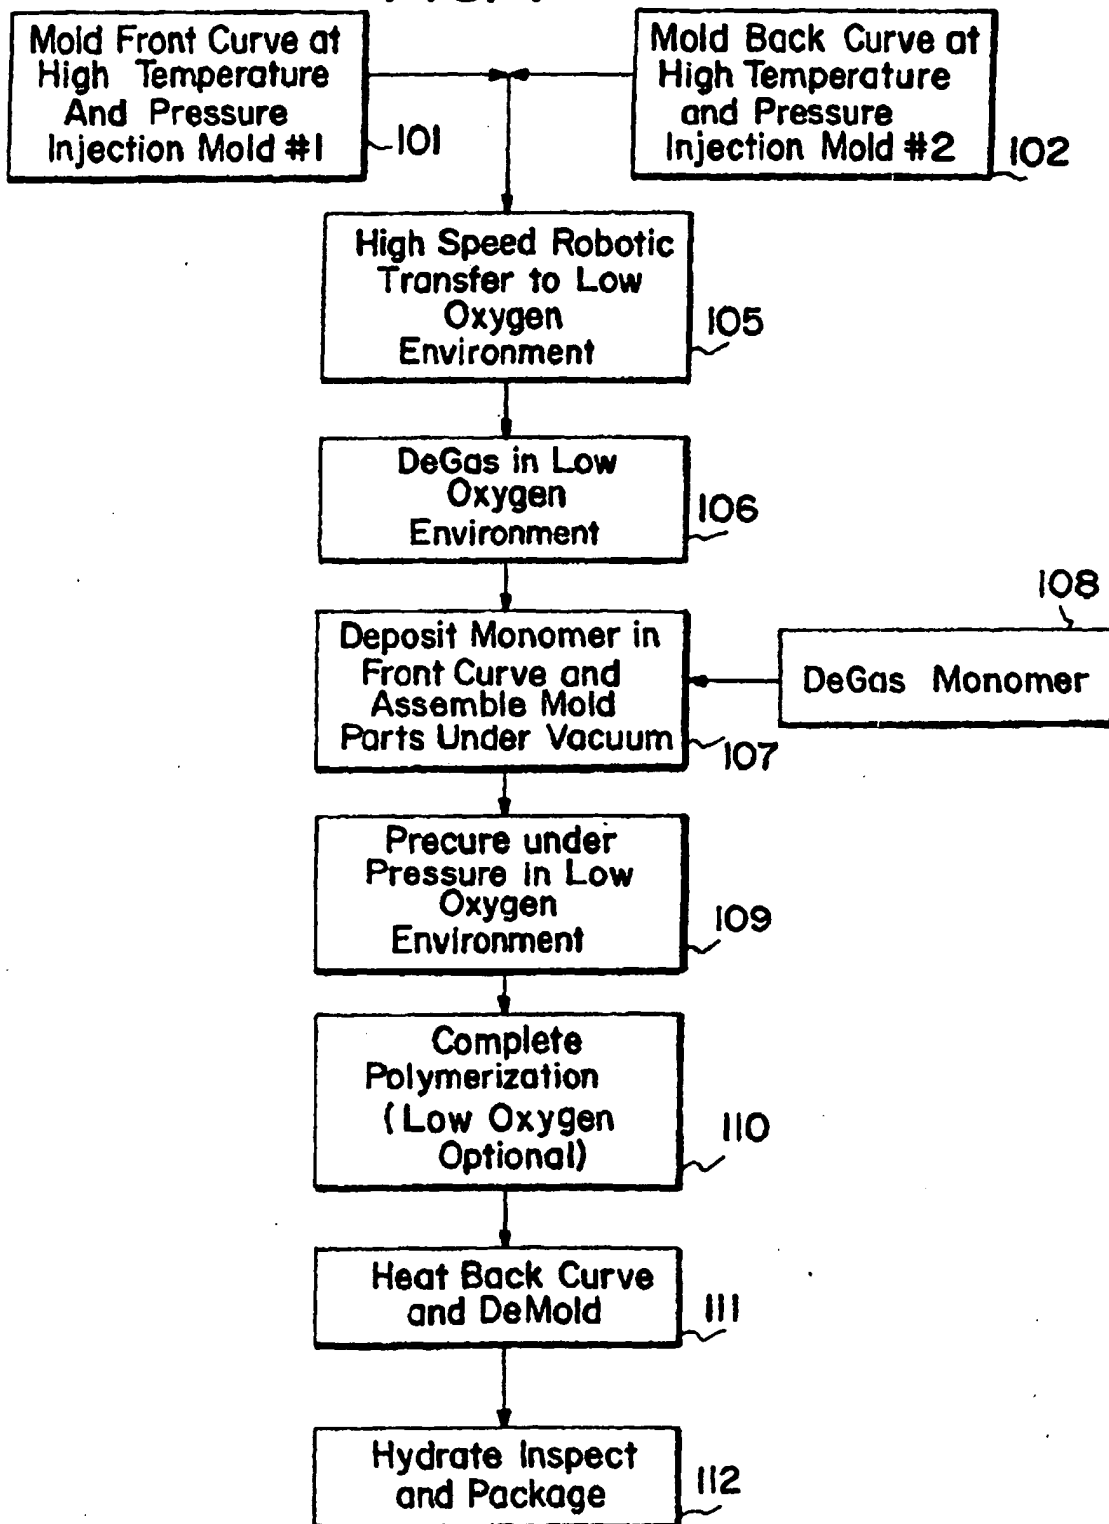 Mold Front Curve at
High Temperature
And Pressure
Injection Mold #1
101
Mold Back Curve at
High Temperature
and Pressure
Injection Mold #2
102
High Speed Robotic
Transfer to Low
Oxygen
Environment
105
DeGas in Low
Oxygen
Environment
106
Deposit Monomer in
Front Curve and
Assemble Mold
Parts Under Vacuum
107
108
DeGas Monomer
Precure under
Pressure in Low
Oxygen
Environment
109
Complete
Polymerization
(Low Oxygen
Optional)
110
Heat Back Curve
and DeMold
111
Hydrate Inspect
and Package
112